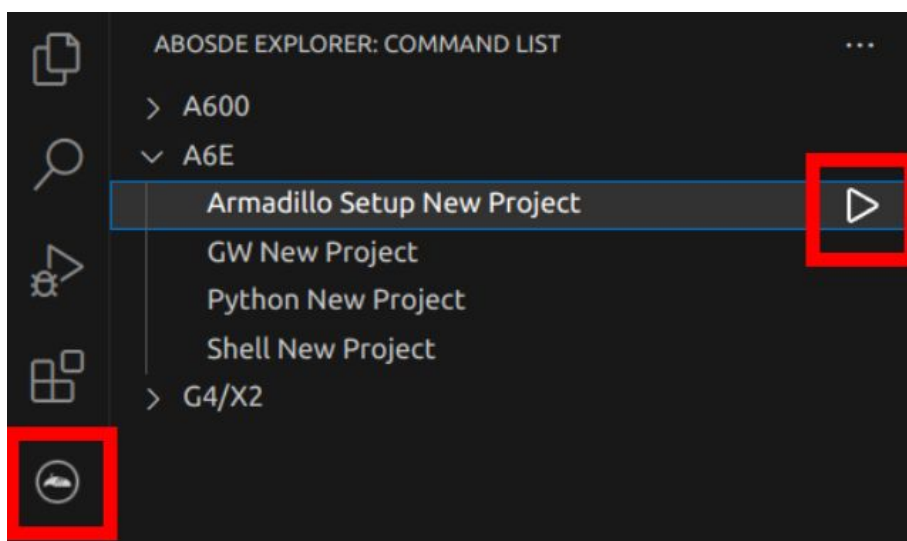 ABOSDE EXPLORER: COMMAND LIST
A600
A6E
Armadillo Setup New Project
GW New Project
Python New Project
Shell New Project
G4/X2